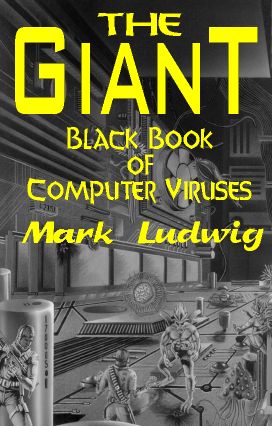 THE
GIANT
BLACK BOOK
OF
COMPUTER VIRUSES
Mark Ludwig